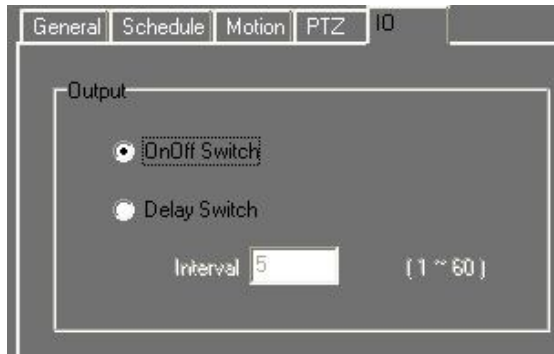 General Schedule Motion PTZ IO
Output
OnOff Switch
Delay Switch
Interval 5 ( 1 ~ 60 )